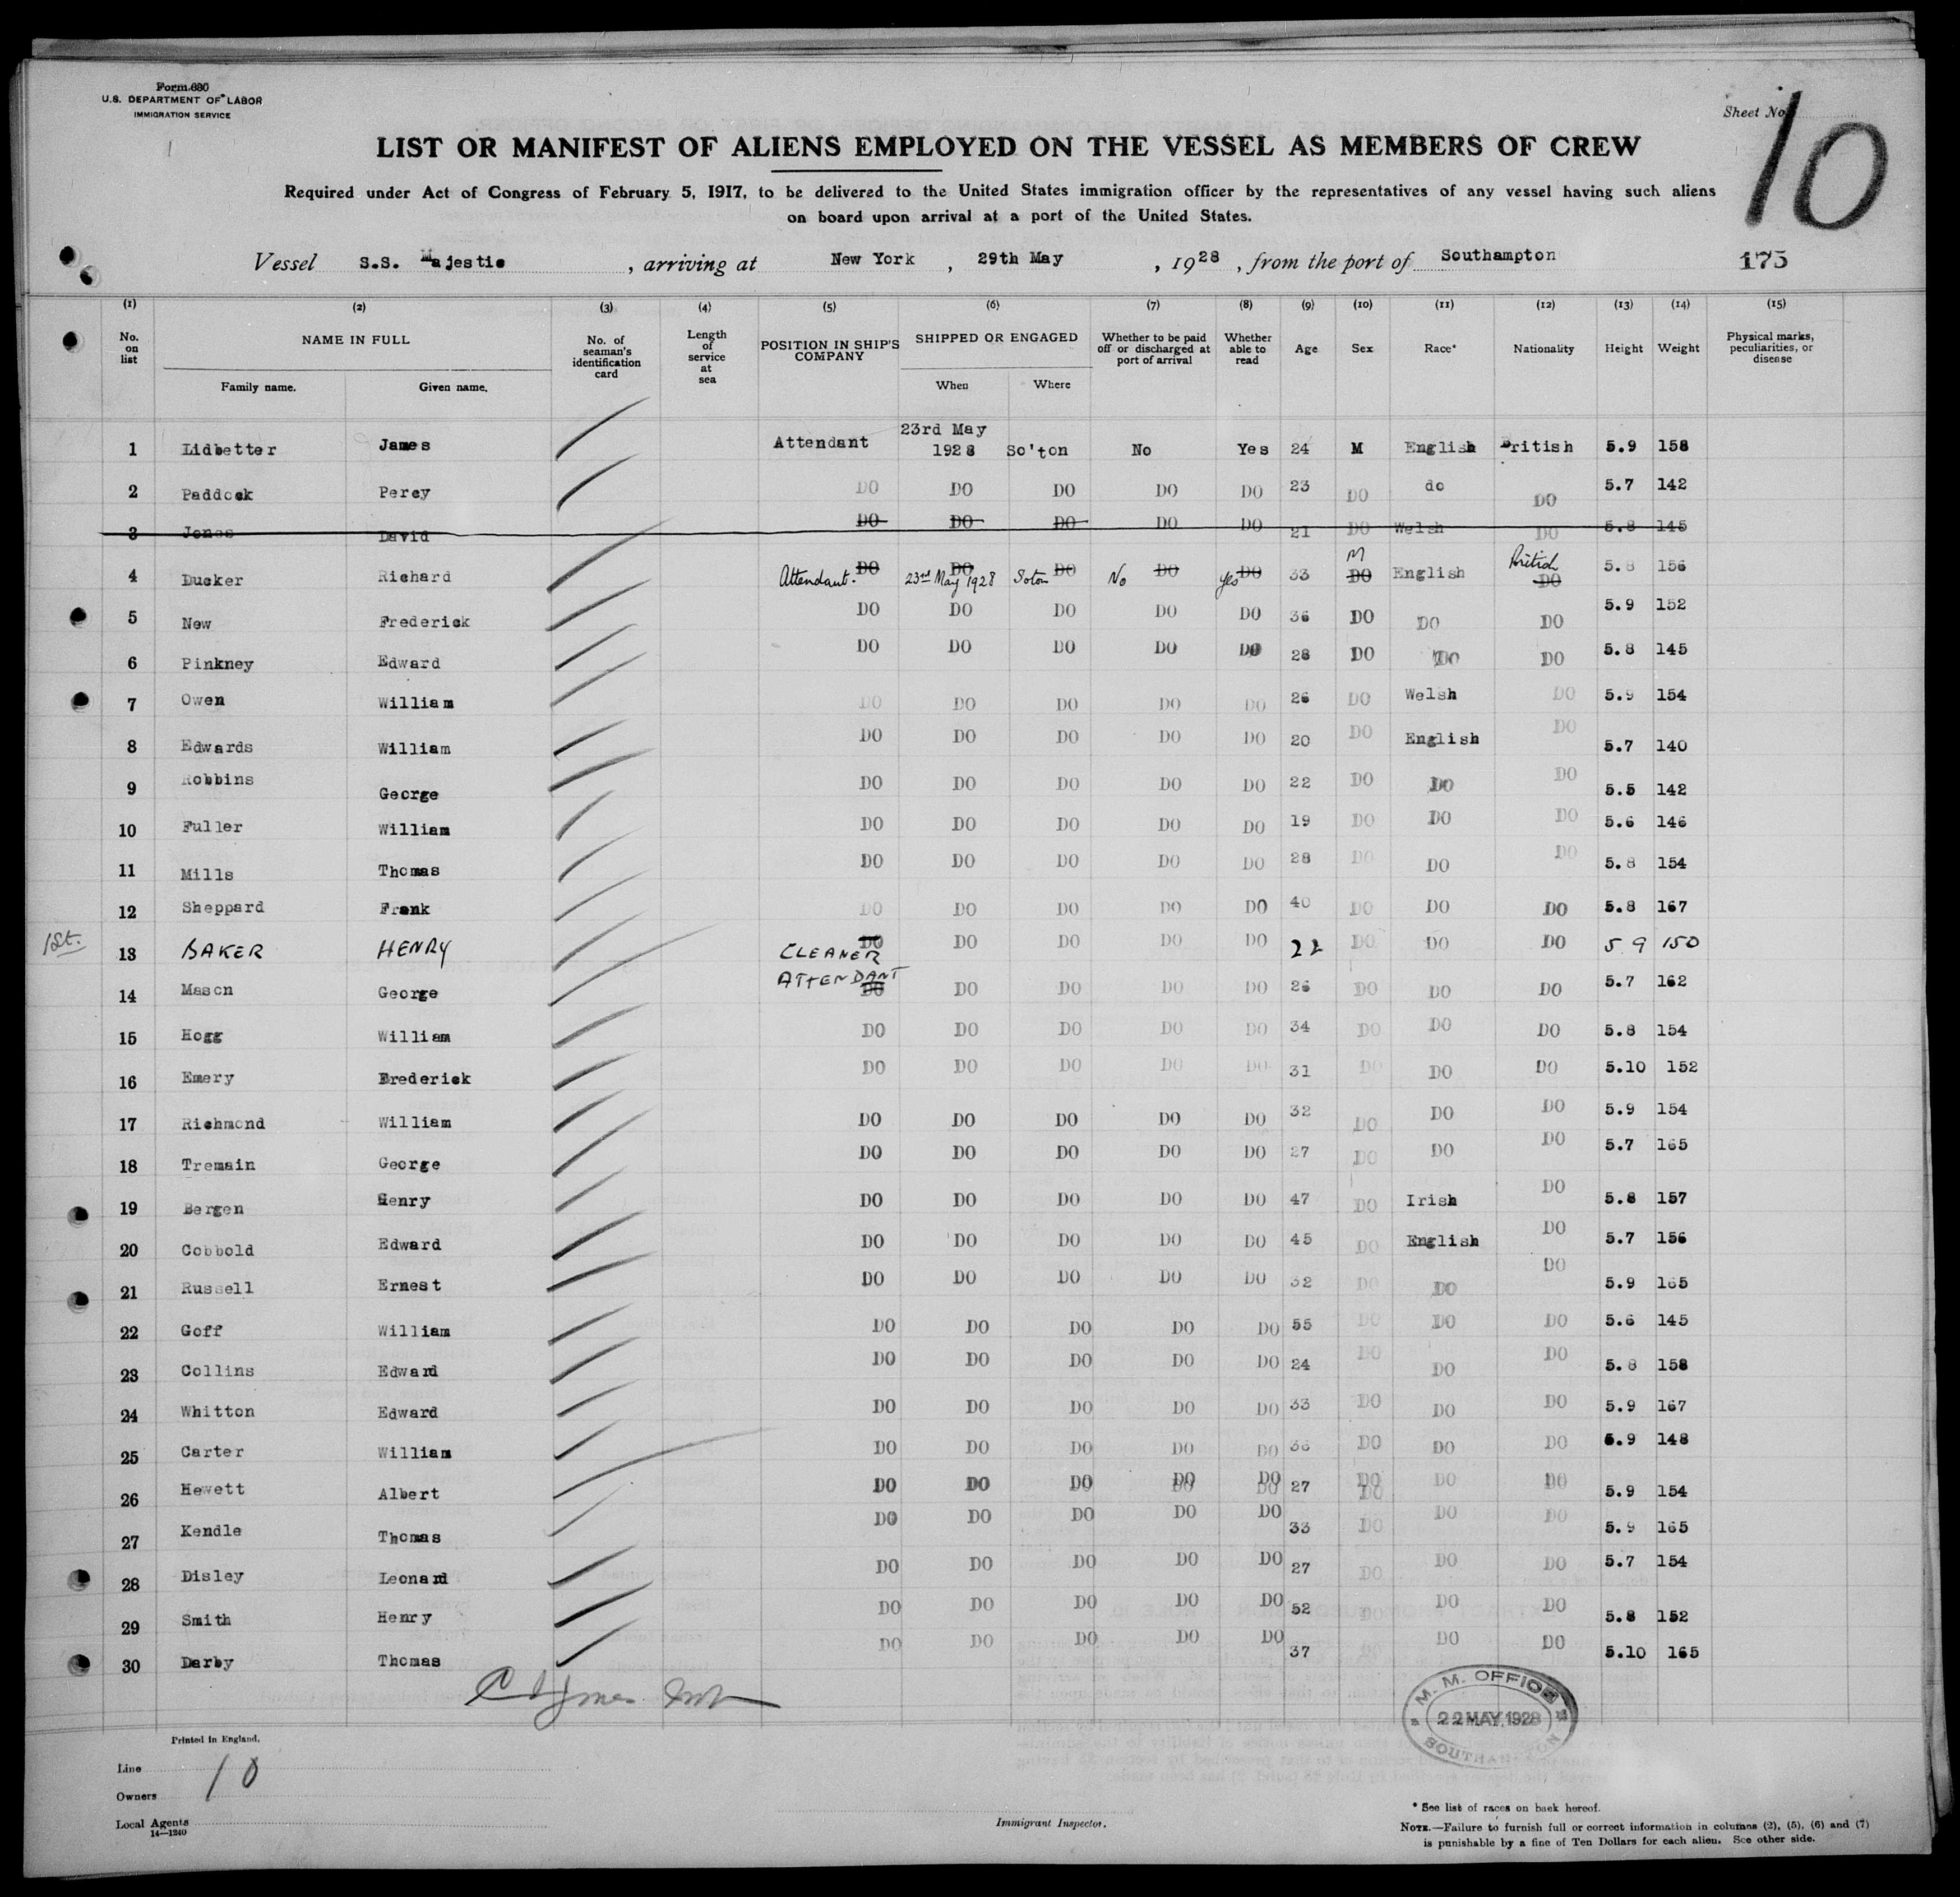 Form 680
U.S. DEPARTMENT OF LABOR
IMMIGRATION SERVICE
Sheet No. 10
LIST OR MANIFEST OF ALIENS EMPLOYED ON THE VESSEL AS MEMBERS OF CREW
Required under Act of Congress of February 5, 1917, to be delivered to the United States immigration officer by the representatives of any vessel having such aliens
on board upon arrival at a port of the United States.
Vessel S.S. Majestic, arriving at New York, 29th May, 1928, from the port of Southampton 175
(1) (2) (3) (4) (5) (6) (7) (8) (9) (10) (11) (12) (13) (14) (15)
No. on list NAME IN FULL Family name. Given name. No. of seaman's identification card Length of service at sea POSITION IN SHIP'S COMPANY SHIPPED OR ENGAGED When Where Whether to be paid off or discharged at port of arrival Whether able to read Age Sex Race* Nationality Height Weight Physical marks, peculiarities, or disease
1 Lidbetter James Attendant 23rd May 1928 So'ton No Yes 24 M English British 5.9 158
2 Paddock Percy DO DO DO DO DO 23 DO do DO 5.7 142
3 Jones David DO DO DO DO DO 21 DO Welsh DO 5.8 145
4 Ducker Richard Attendant. DO 23rd May 1928 DO Soton DO No DO yes DO 33 M DO English British DO 5.8 156
5 New Frederick DO DO DO DO DO 36 DO DO DO 5.9 152
6 Pinkney Edward DO DO DO DO DO 28 DO DO DO 5.8 145
7 Owen William DO DO DO DO DO 26 DO Welsh DO 5.9 154
8 Edwards William DO DO DO DO DO 20 DO English DO 5.7 140
9 Robbins George DO DO DO DO DO 22 DO DO DO 5.5 142
10 Fuller William DO DO DO DO DO 19 DO DO DO 5.6 146
11 Mills Thomas DO DO DO DO DO 28 DO DO DO 5.8 154
12 Sheppard Frank DO DO DO DO DO 40 DO DO DO 5.8 167
1St. 13 BAKER HENRY CLEANER DO DO DO DO DO 22 DO DO DO 5 9 150
14 Mason George ATTENDANT DO DO DO DO DO 26 DO DO DO 5.7 162
15 Hogg William DO DO DO DO DO 34 DO DO DO 5.8 154
16 Emery Frederick DO DO DO DO DO 31 DO DO DO 5.10 152
17 Richmond William DO DO DO DO DO 32 DO DO DO 5.9 154
18 Tremain George DO DO DO DO DO 27 DO DO DO 5.7 165
19 Bergen Henry DO DO DO DO DO 47 DO Irish DO 5.8 157
20 Cobbold Edward DO DO DO DO DO 45 DO English DO 5.7 156
21 Russell Ernest DO DO DO DO DO 32 DO DO DO 5.9 165
22 Goff William DO DO DO DO DO 55 DO DO DO 5.6 145
23 Collins Edward DO DO DO DO DO 24 DO DO DO 5.8 158
24 Whitton Edward DO DO DO DO DO 33 DO DO DO 5.9 167
25 Carter William DO DO DO DO DO 36 DO DO DO 5.9 148
26 Hewett Albert DO DO DO DO DO 27 DO DO DO 5.9 154
27 Kendle Thomas DO DO DO DO DO 33 DO DO DO 5.9 165
28 Disley Leonard DO DO DO DO DO 27 DO DO DO 5.7 154
29 Smith Henry DO DO DO DO DO 52 DO DO DO 5.8 152
30 Darby Thomas DO DO DO DO DO 37 DO DO DO 5.10 165
M. M. OFFICE
22 MAY 1928
SOUTHAMPTON
Printed in England.
Line 10
Owners
Local Agents
14—1240
Immigrant Inspector.
* See list of races on back hereof.
NOTE.—Failure to furnish full or correct information in columns (2), (5), (6) and (7)
is punishable by a fine of Ten Dollars for each alien. See other side.